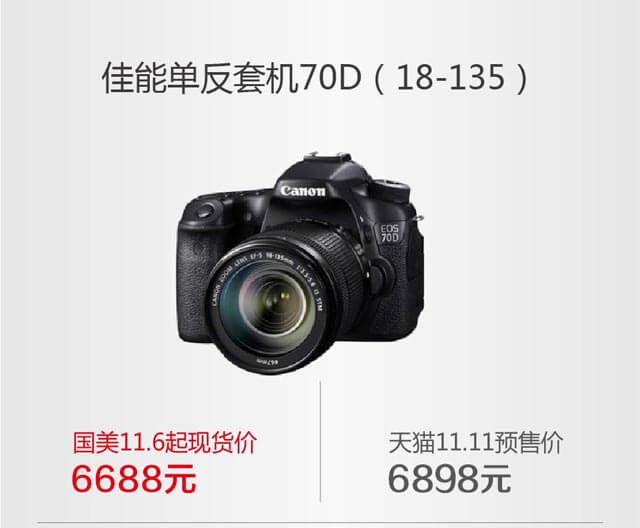 佳能单反套机70D（18-135）
Canon
EOS
70D
CANON ZOOM LENS EF-S 18-135mm 1:3.5-5.6 IS STM
ø67mm
国美11.6起现货价
6688元
天猫11.11预售价
6898元